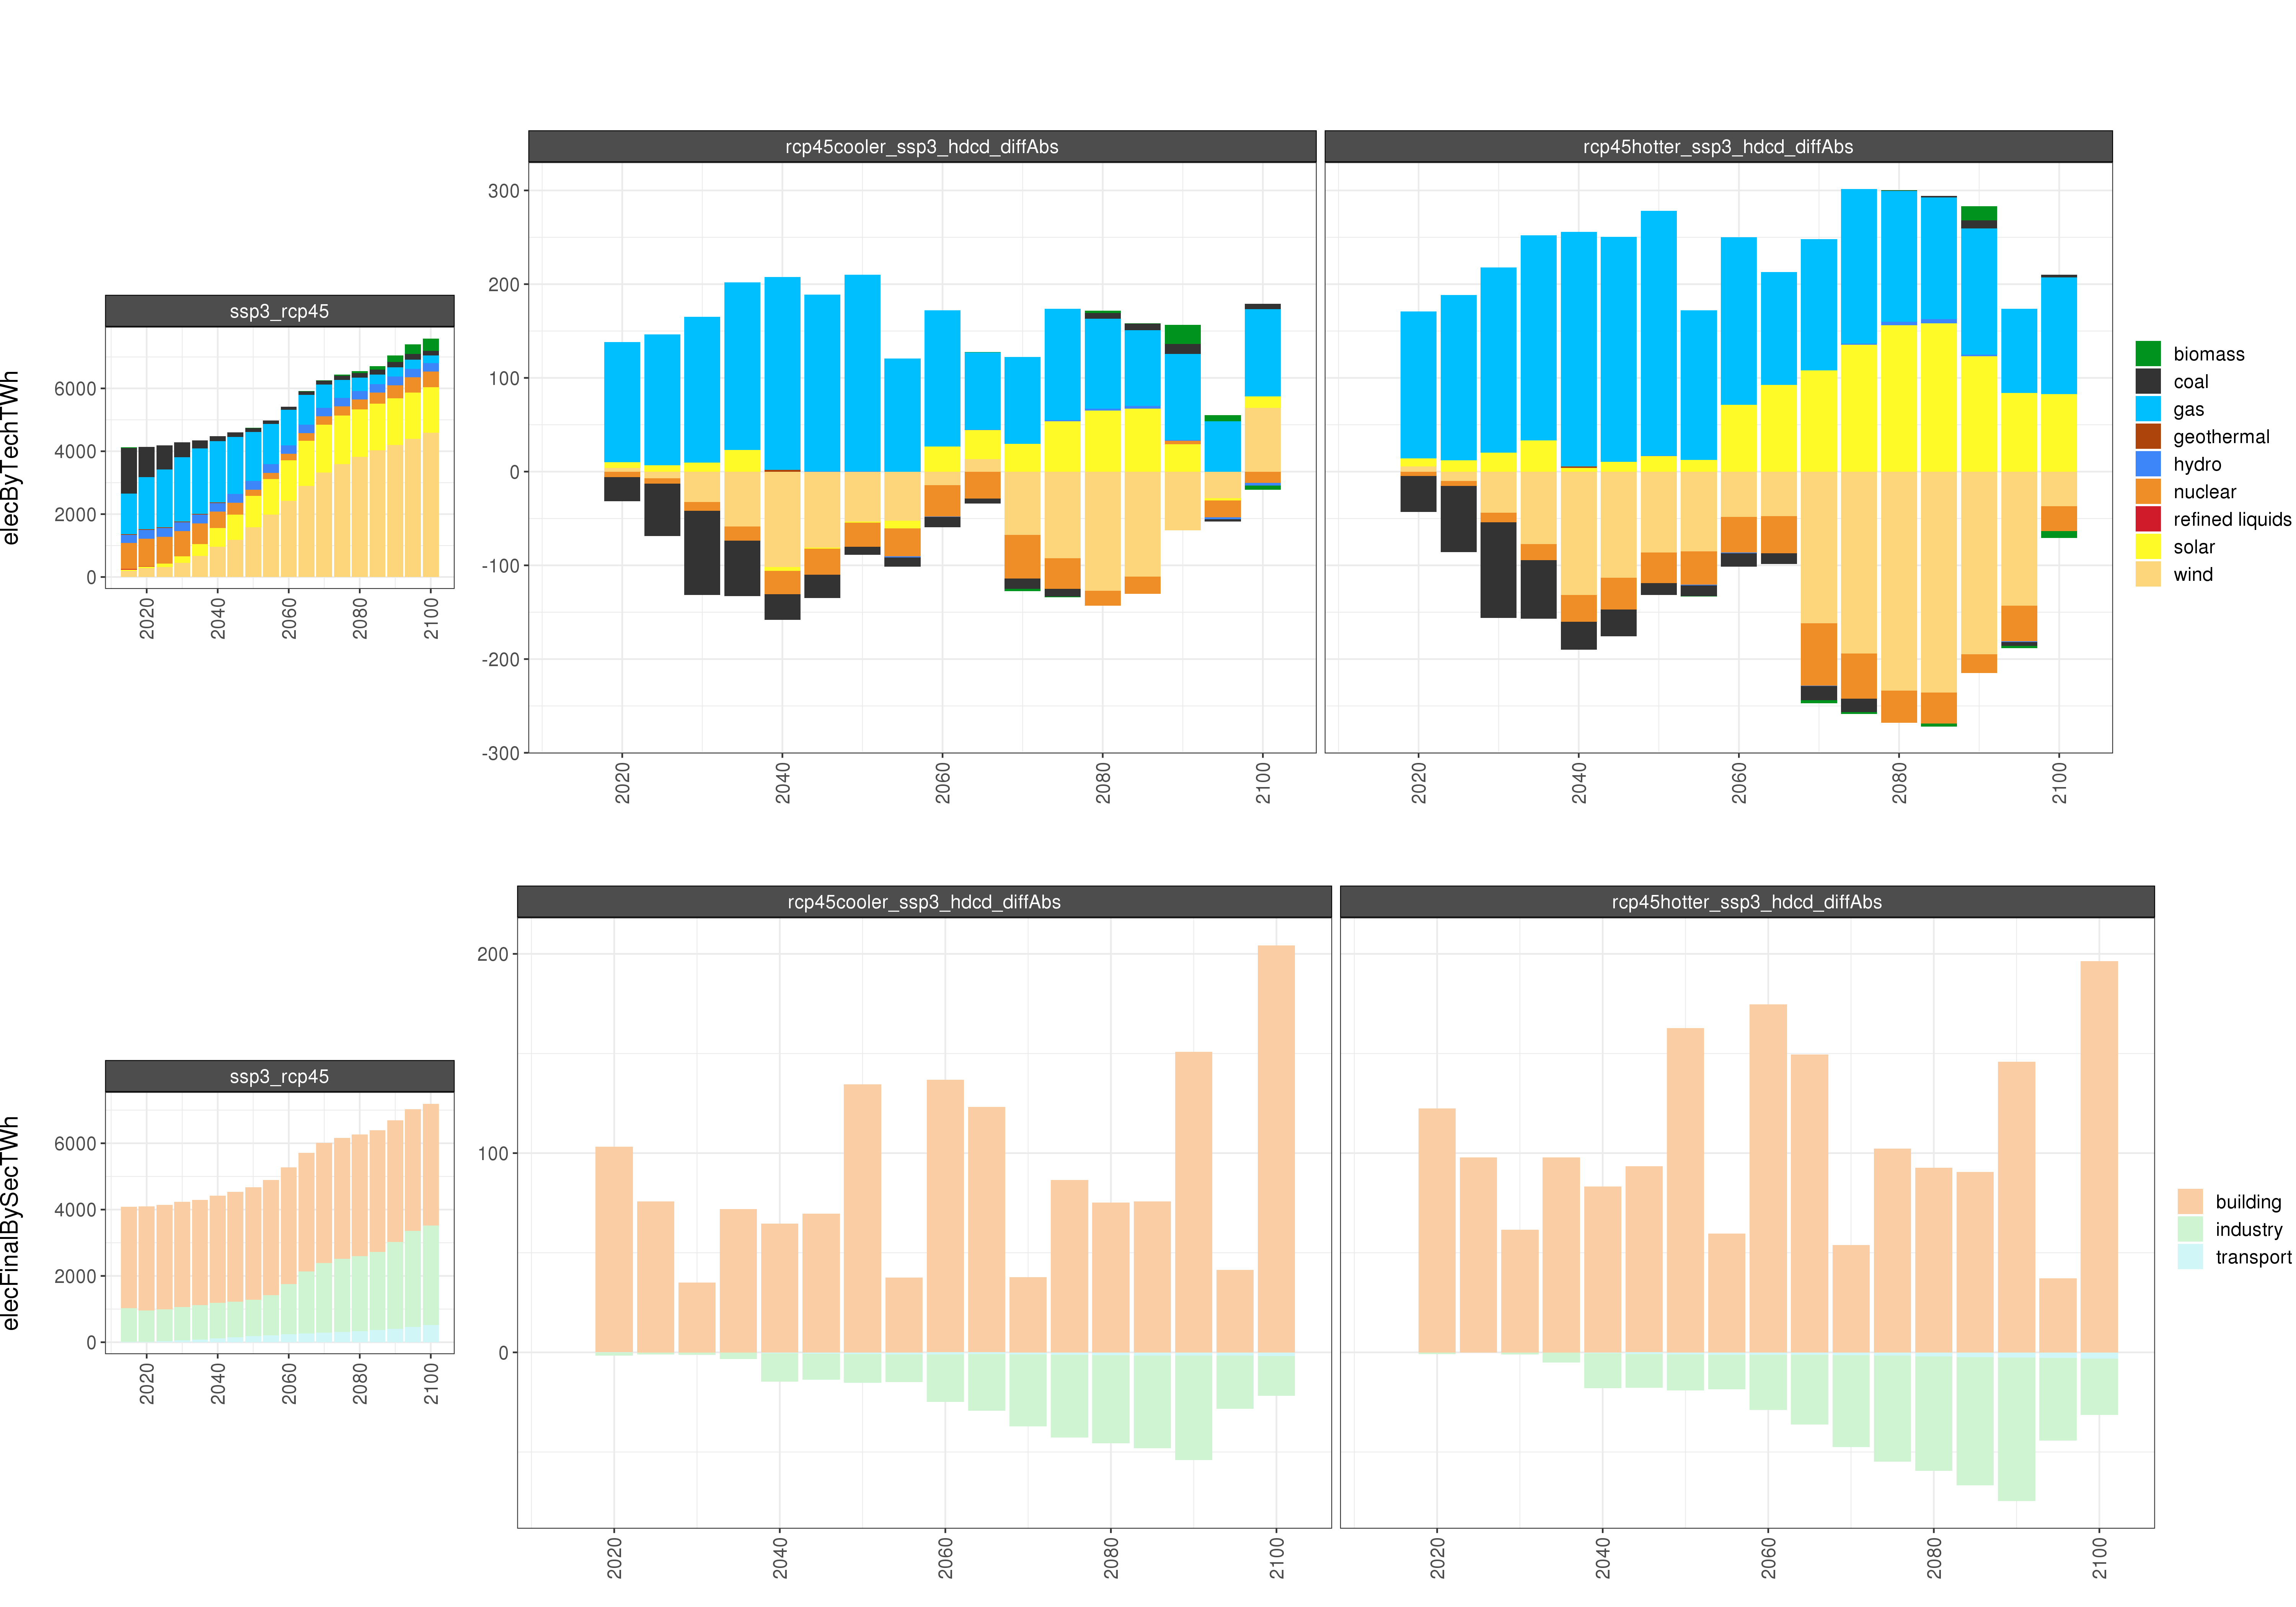 elecByTechTWh
ssp3_rcp45
6000
4000
2000
0
2020
2040
2060
2080
2100
rcp45cooler_ssp3_hdcd_diffAbs
rcp45hotter_ssp3_hdcd_diffAbs
300
200
100
0
-100
-200
-300
2020
2040
2060
2080
2100
2020
2040
2060
2080
2100
biomass
coal
gas
geothermal
hydro
nuclear
refined liquids
solar
wind
elecFinalBySecTWh
ssp3_rcp45
6000
4000
2000
0
2020
2040
2060
2080
2100
rcp45cooler_ssp3_hdcd_diffAbs
rcp45hotter_ssp3_hdcd_diffAbs
200
100
0
2020
2040
2060
2080
2100
2020
2040
2060
2080
2100
building
industry
transport